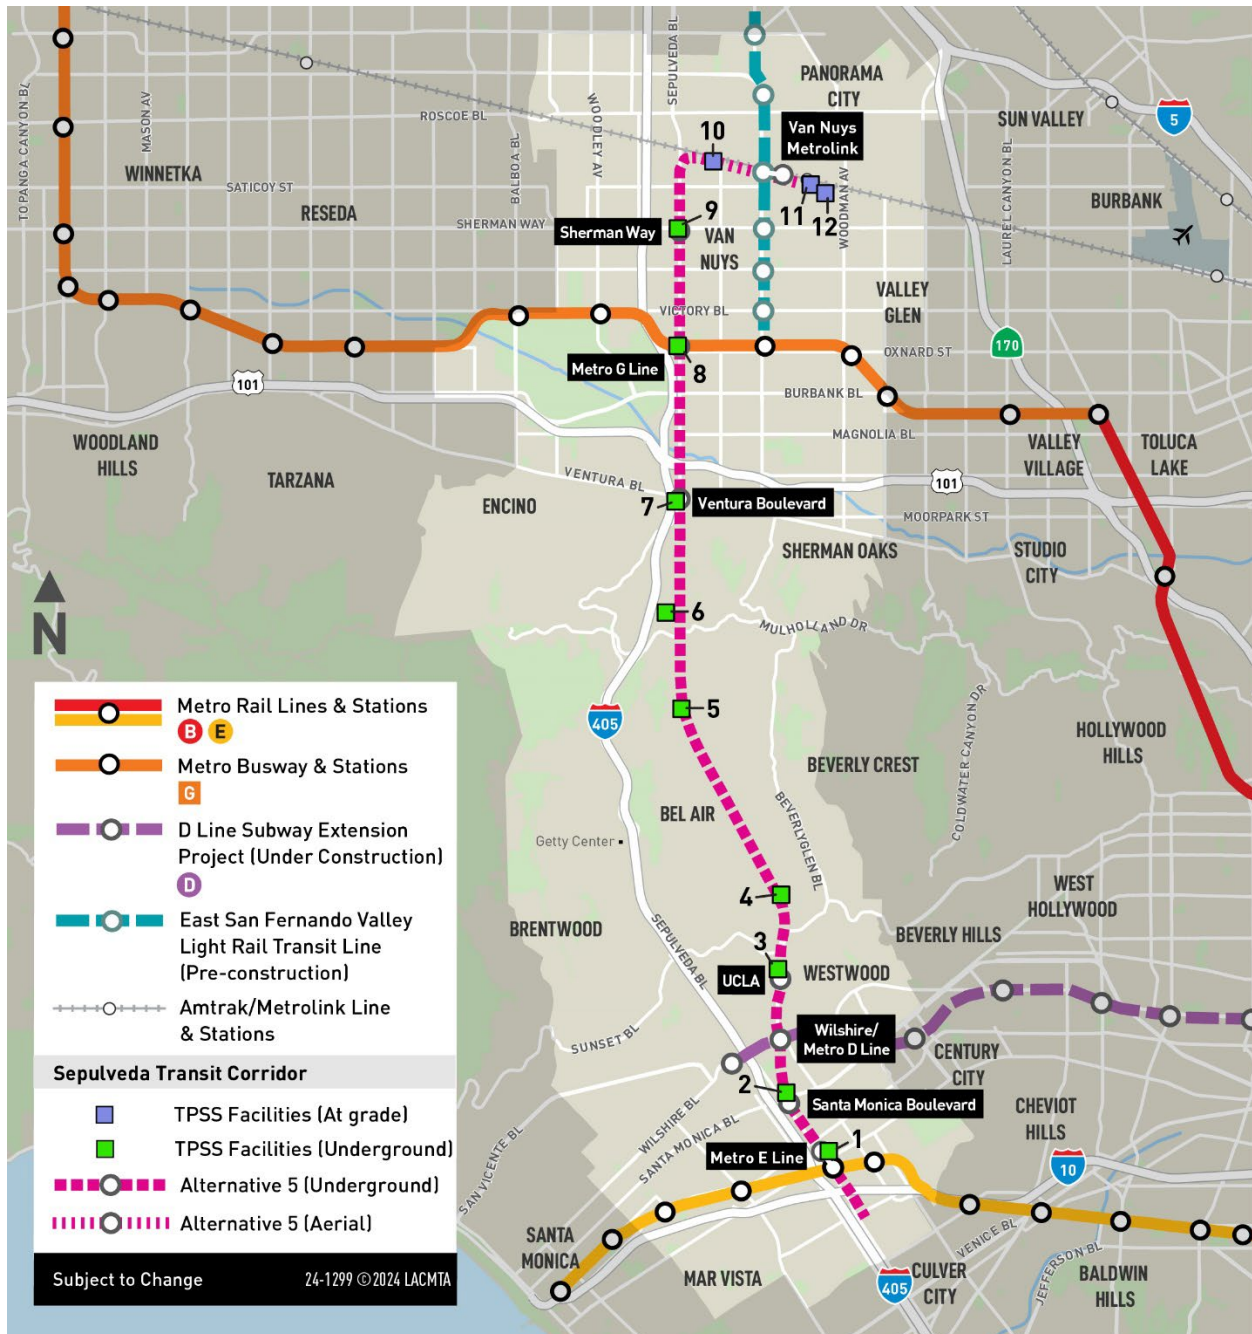 SEPULVEDA BL
PANORAMA
CITY
SUN VALLEY
5
TOPANGA CANYON BL
MASON AV
WINNETKA
ROSCOE BL
BALBOA BL
WOODLEY AV
10
Van Nuys
Metrolink
WOODMAN AV
LAUREL CANYON BL
BURBANK
SATICOY ST
RESEDA
SHERMAN WAY
Sherman Way
9
VAN
NUYS
11
12
VICTORY BL
VALLEY
GLEN
OXNARD ST
170
Metro G Line
8
101
BURBANK BL
MAGNOLIA BL
WOODLAND
HILLS
TARZANA
VENTURA BL
ENCINO
7
Ventura Boulevard
101
VALLEY
VILLAGE
TOLUCA
LAKE
MOORPARK ST
SHERMAN OAKS
STUDIO
CITY
6
MULHOLLAND DR
N
5
405
COLDWATER CANYON DR
HOLLYWOOD
HILLS
BEVERLY CREST
BEL AIR
BEVERLYGLEN BL
Getty Center
4
WEST
HOLLYWOOD
BRENTWOOD
SEPULVEDA BL
BEVERLY HILLS
3
UCLA
WESTWOOD
SUNSET BL
Wilshire/
Metro D Line
CENTURY
CITY
2
Santa Monica Boulevard
CHEVIOT
HILLS
WILSHIRE BL
SANTA MONICA BL
SAN VICENTE BL
Metro E Line
1
10
SANTA
MONICA
MAR VISTA
405
CULVER
CITY
VENICE BL
JEFFERSON BL
BALDWIN
HILLS
Metro Rail Lines & Stations
B E
Metro Busway & Stations
G
D Line Subway Extension
Project (Under Construction)
D
East San Fernando Valley
Light Rail Transit Line
(Pre-construction)
Amtrak/Metrolink Line
& Stations
Sepulveda Transit Corridor
TPSS Facilities (At grade)
TPSS Facilities (Underground)
Alternative 5 (Underground)
Alternative 5 (Aerial)
Subject to Change
24-1299 ©2024 LACMTA